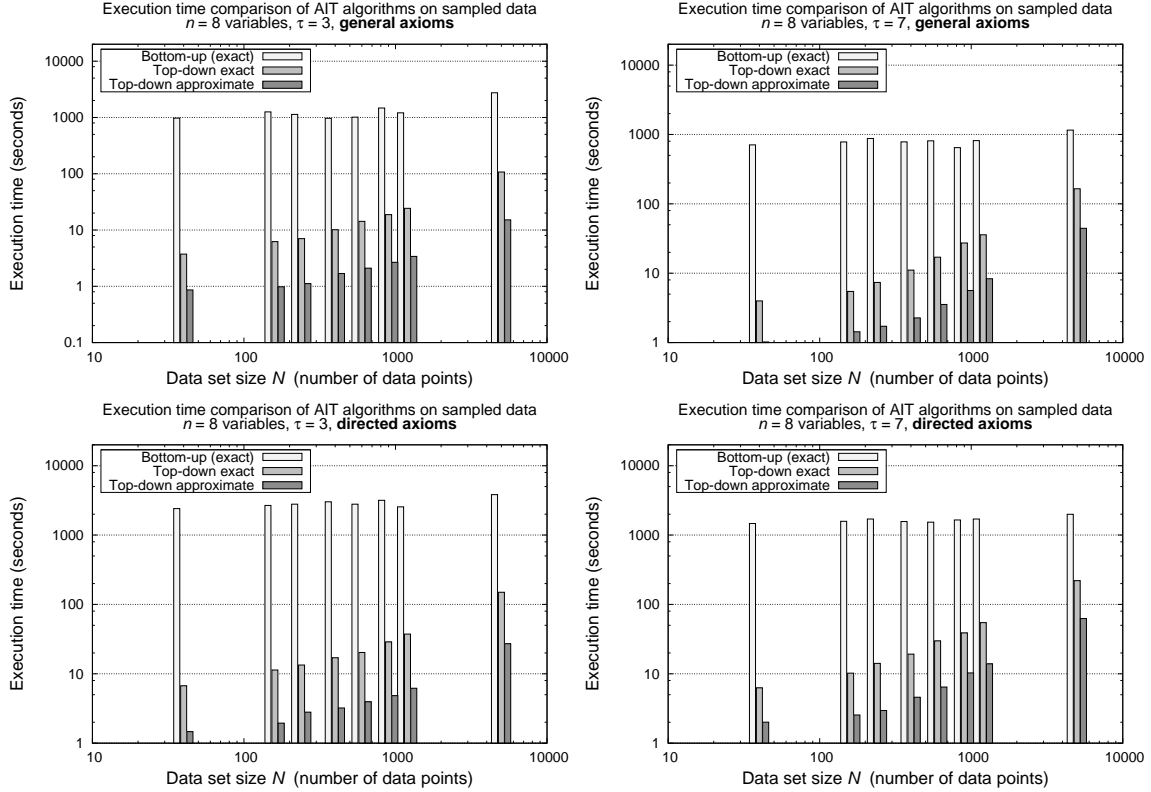 Execution time comparison of AIT algorithms on sampled data
n = 8 variables, τ = 3, general axioms
Execution time (seconds)
10000
1000
100
10
1
0.1
Bottom-up (exact)
Top-down exact
Top-down approximate
10 100 1000 10000
Data set size N (number of data points)
Execution time comparison of AIT algorithms on sampled data
n = 8 variables, τ = 7, general axioms
Execution time (seconds)
10000
1000
100
10
1
Bottom-up (exact)
Top-down exact
Top-down approximate
10 100 1000 10000
Data set size N (number of data points)
Execution time comparison of AIT algorithms on sampled data
n = 8 variables, τ = 3, directed axioms
Execution time (seconds)
10000
1000
100
10
1
Bottom-up (exact)
Top-down exact
Top-down approximate
10 100 1000 10000
Data set size N (number of data points)
Execution time comparison of AIT algorithms on sampled data
n = 8 variables, τ = 7, directed axioms
Execution time (seconds)
10000
1000
100
10
1
Bottom-up (exact)
Top-down exact
Top-down approximate
10 100 1000 10000
Data set size N (number of data points)